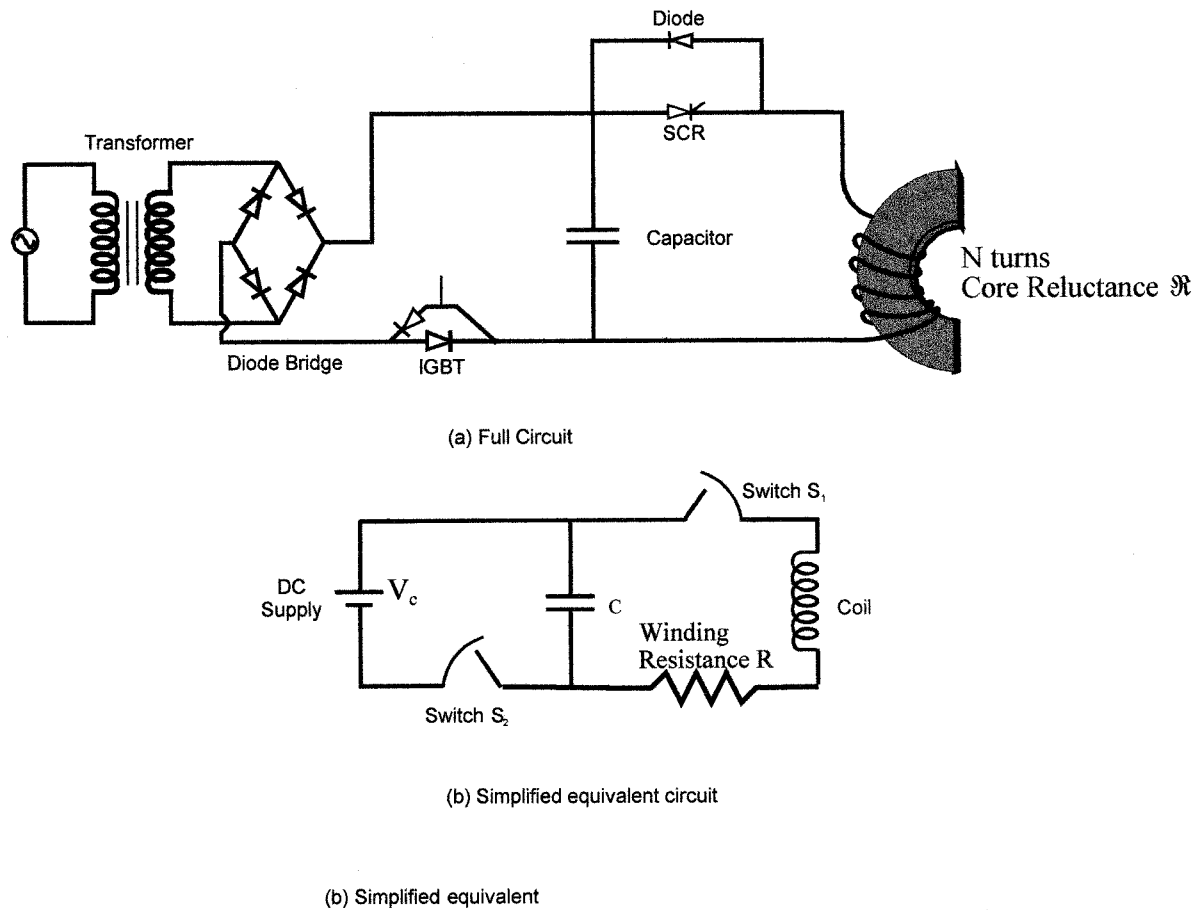 Diode
SCR
Transformer
Capacitor
N turns
Core Reluctance ℜ
Diode Bridge
IGBT
(a) Full Circuit
Switch S₁
DC
Supply
V_c
C
Coil
Winding
Resistance R
Switch S₂
(b) Simplified equivalent circuit
(b) Simplified equivalent